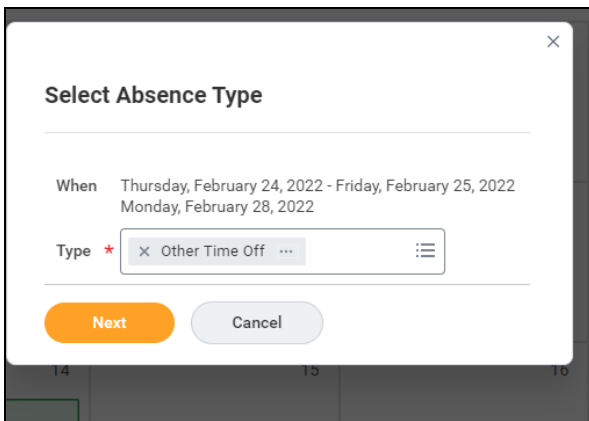 Select Absence Type
When Thursday, February 24, 2022 - Friday, February 25, 2022
Monday, February 28, 2022
Type * × Other Time Off ...
Next Cancel
14 15 16